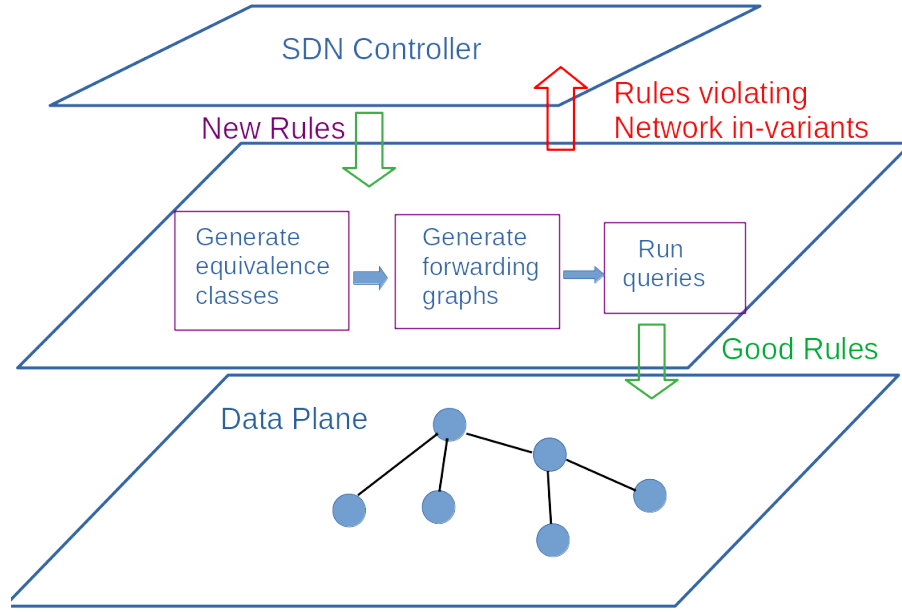 SDN Controller
New Rules
Rules violating
Network in-variants
Generate
equivalence
classes
Generate
forwarding
graphs
Run
queries
Good Rules
Data Plane